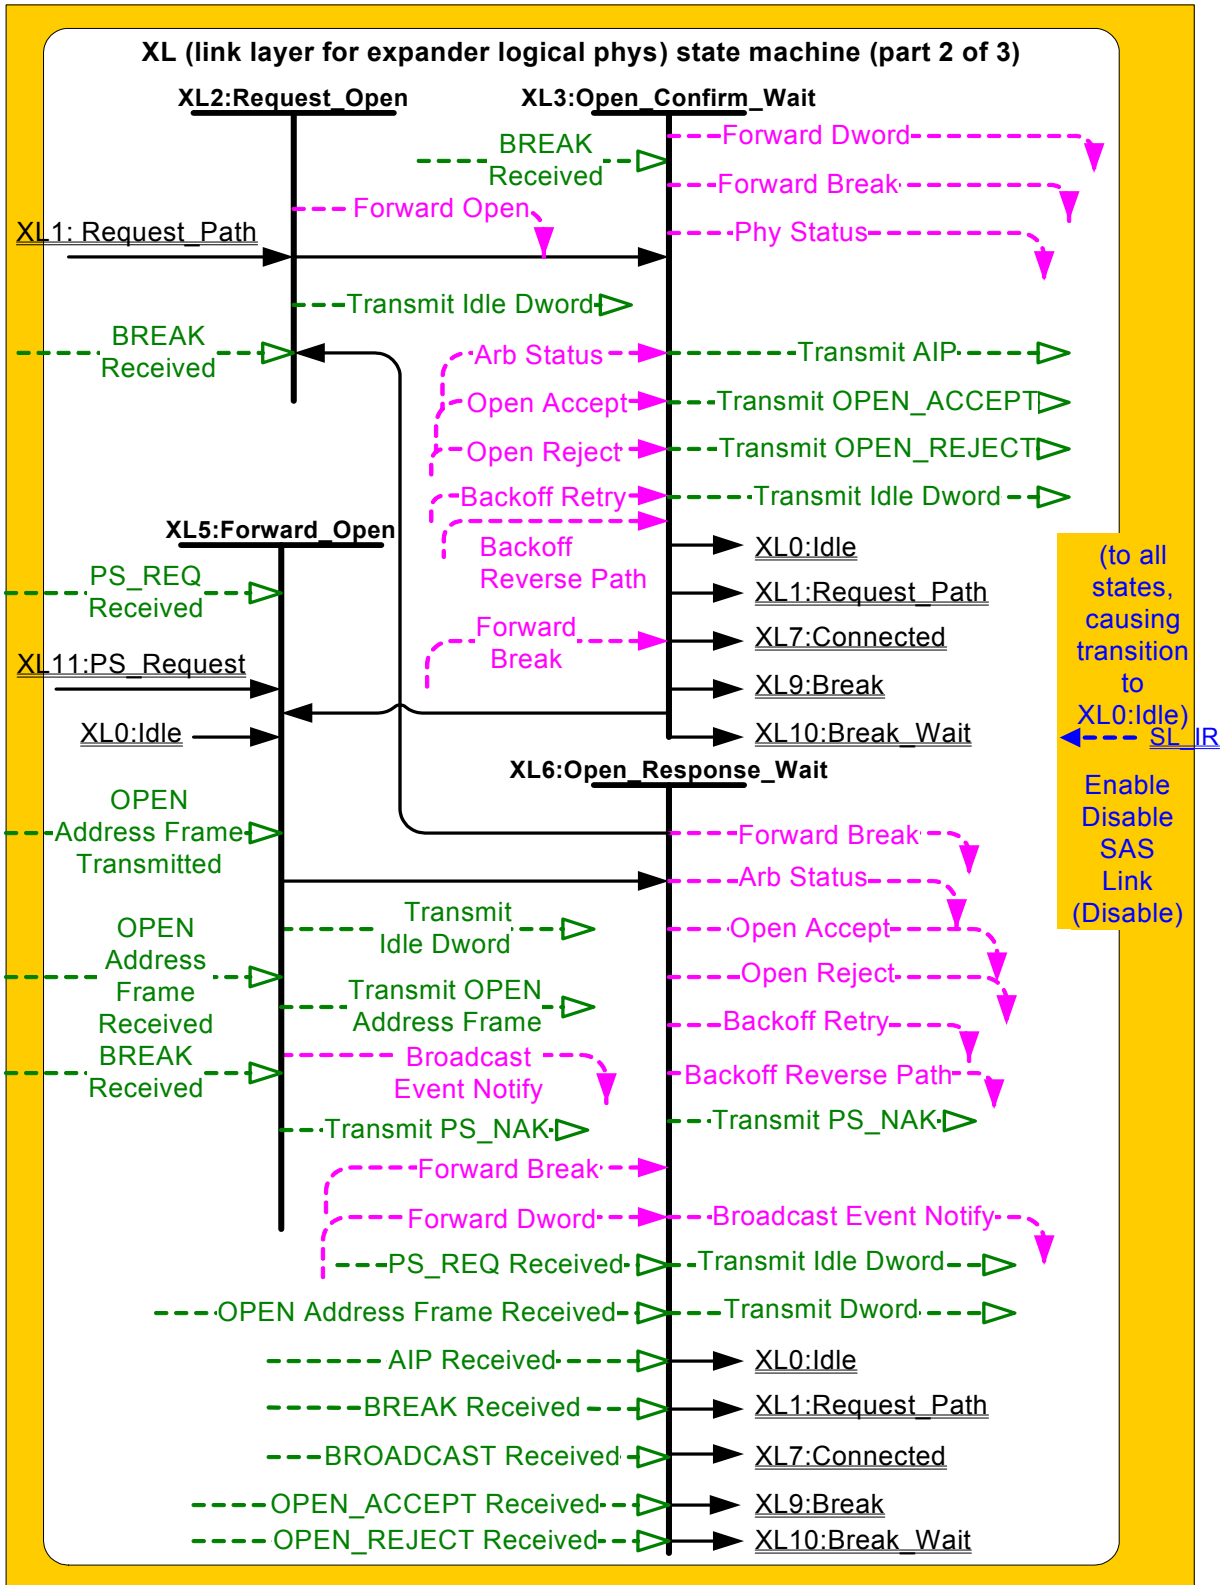 XL (link layer for expander logical phys) state machine (part 2 of 3)
XL2:Request_Open
XL3:Open_Confirm_Wait
BREAK
Received
Forward Dword
Forward Break
Forward Open
Phy Status
XL1: Request_Path
Transmit Idle Dword
BREAK
Received
Arb Status
Transmit AIP
Open Accept
Transmit OPEN_ACCEPT
Open Reject
Transmit OPEN_REJECT
Backoff Retry
Transmit Idle Dword
Backoff
Reverse Path
XL5:Forward_Open
XL0:Idle
PS_REQ
Received
XL1:Request_Path
Forward
Break
XL7:Connected
XL11:PS_Request
XL9:Break
XL0:Idle
XL10:Break_Wait
(to all
states,
causing
transition
to
XL0:Idle)
SL_IR
Enable
Disable
SAS
Link
(Disable)
XL6:Open_Response_Wait
OPEN
Address Frame
Transmitted
Forward Break
Arb Status
OPEN
Address
Frame
Received
Transmit
Idle Dword
Open Accept
Open Reject
Transmit OPEN
Address Frame
Backoff Retry
BREAK
Received
Broadcast
Event Notify
Backoff Reverse Path
Transmit PS_NAK
Transmit PS_NAK
Forward Break
Forward Dword
Broadcast Event Notify
PS_REQ Received
Transmit Idle Dword
OPEN Address Frame Received
Transmit Dword
AIP Received
XL0:Idle
BREAK Received
XL1:Request_Path
BROADCAST Received
XL7:Connected
OPEN_ACCEPT Received
XL9:Break
OPEN_REJECT Received
XL10:Break_Wait